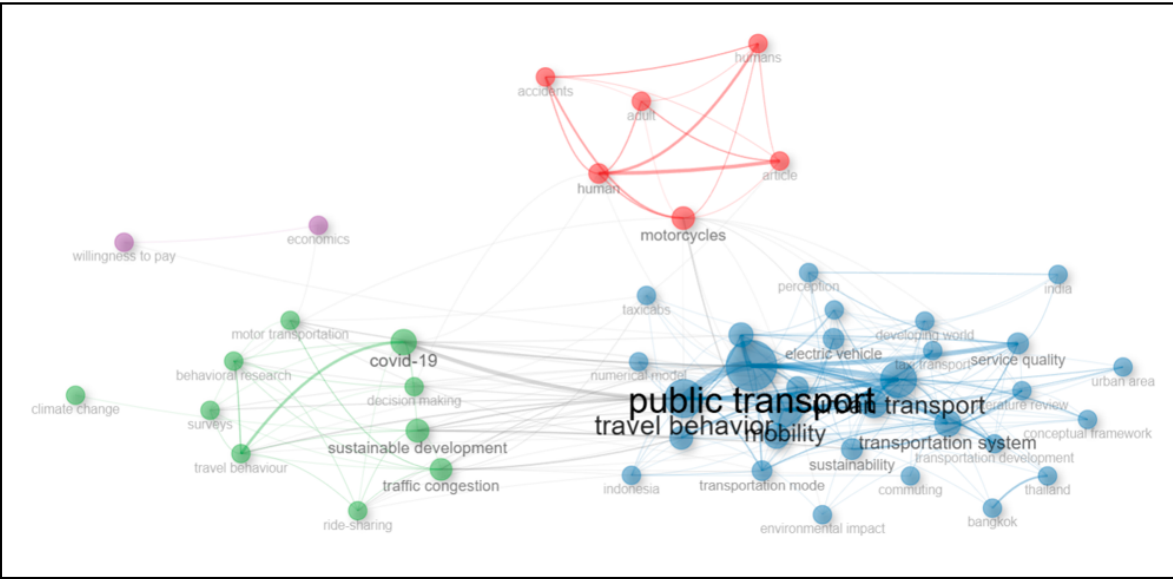 humans
accidents
adult
article
human
motorcycles
economics
willingness to pay
perception
india
taxicabs
motor transportation
developing world
electric vehicle
covid-19
service quality
behavioral research
numerical model
urban area
decision making
public transport
transport
climate change
surveys
travel behavior
mobility
conceptual framework
sustainable development
transportation system
travel behaviour
transportation development
sustainability
traffic congestion
indonesia
transportation mode
commuting
thailand
ride-sharing
environmental impact
bangkok